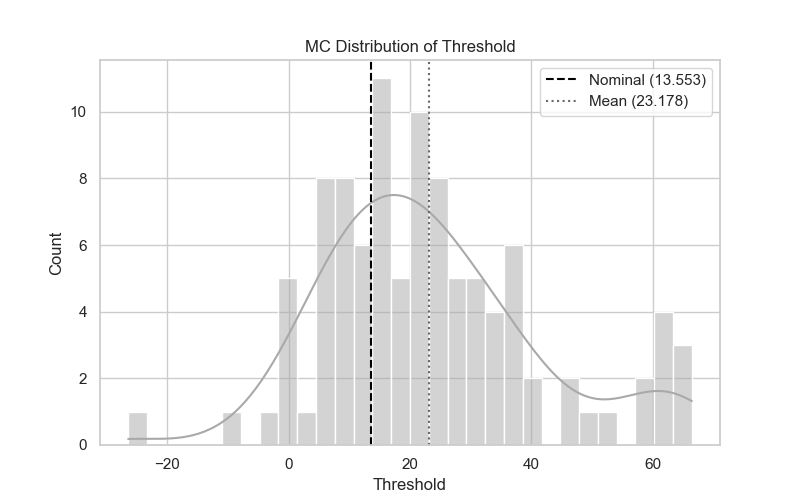 MC Distribution of Threshold
Nominal (13.553)
Mean (23.178)
Count
10
8
6
4
2
0
−20
0
20
40
60
Threshold